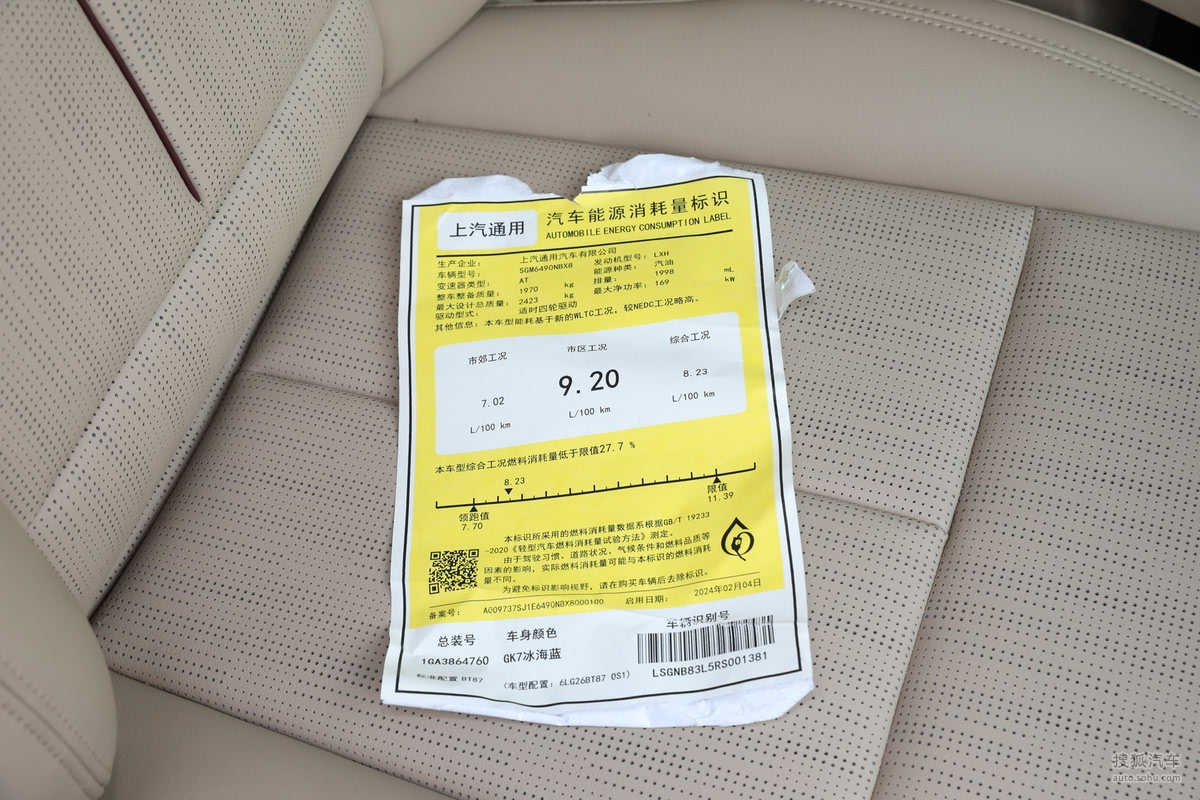 上汽通用
汽车能源消耗量标识
AUTOMOBILE ENERGY CONSUMPTION LABEL
生产企业: 上汽通用汽车有限公司
车辆型号: SGM6490NBX8 发动机型号: LXH
变速器类型: AT 能源种类: 汽油
整车整备质量: 1970 kg 排量: 1998 mL
最大设计总质量: 2423 kg 最大净功率: 169 kW
驱动型式: 适时四轮驱动
其他信息: 本车型能耗基于新的WLTC工况，较NEDC工况略高。
市郊工况 市区工况 综合工况
7.02 9.20 8.23
L/100 km L/100 km L/100 km
本车型综合工况燃料消耗量低于限值27.7 %
8.23
领跑值 限值
7.70 11.39
本标识所采用的燃料消耗量数据系根据GB/T 19233
-2020《轻型汽车燃料消耗量试验方法》测定。
由于驾驶习惯、道路状况、气候条件和燃料品质等
因素的影响，实际燃料消耗量可能与本标识的燃料消耗
量不同。
为避免标识影响视野，请在购买车辆后去除标识。
备案号: A009737SJ1E6490NBX8000100 启用日期: 2024年02月04日
总装号 车身颜色 车辆识别号
1GA3864760 GK7冰海蓝
LSGNB83L5RS001381
标准配置 BT87 (车型配置: 6LG26BT87 0S1)
搜狐汽车
auto.sohu.com